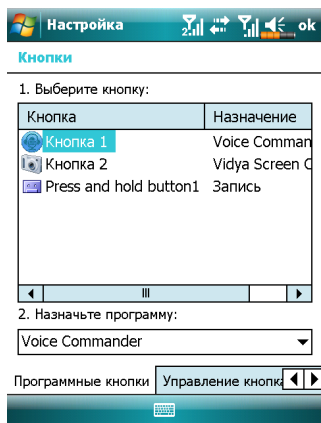 Настройка
2.
ok
Кнопки
1. Выберите кнопку:
Кнопка Назначение
Кнопка 1 Voice Comman
Кнопка 2 Vidya Screen C
Press and hold button1 Запись
2. Назначьте программу:
Voice Commander
Программные кнопки Управление кнопк